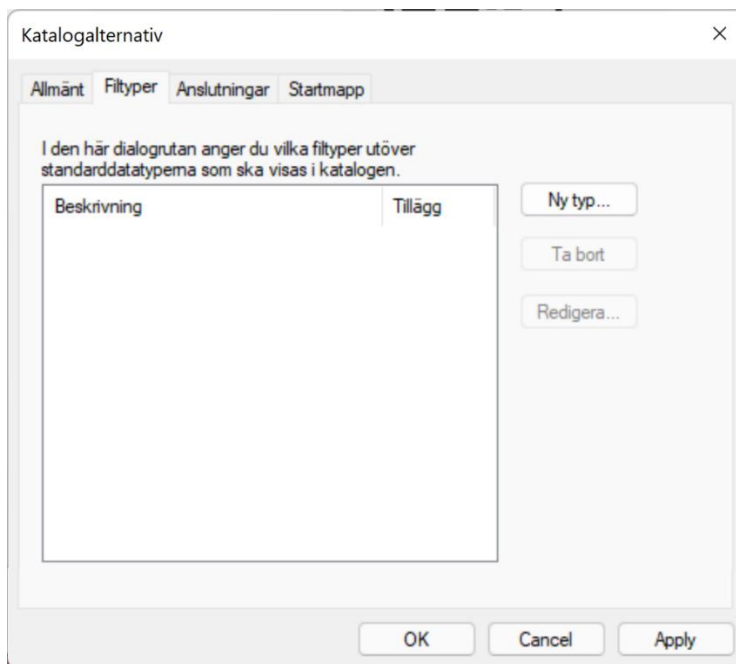 Katalogalternativ
Allmänt Filtyper Anslutningar Startmapp
I den här dialogrutan anger du vilka filtyper utöver
standarddatatyperna som ska visas i katalogen.
Beskrivning Tillägg
Ny typ...
Ta bort
Redigera...
OK Cancel Apply